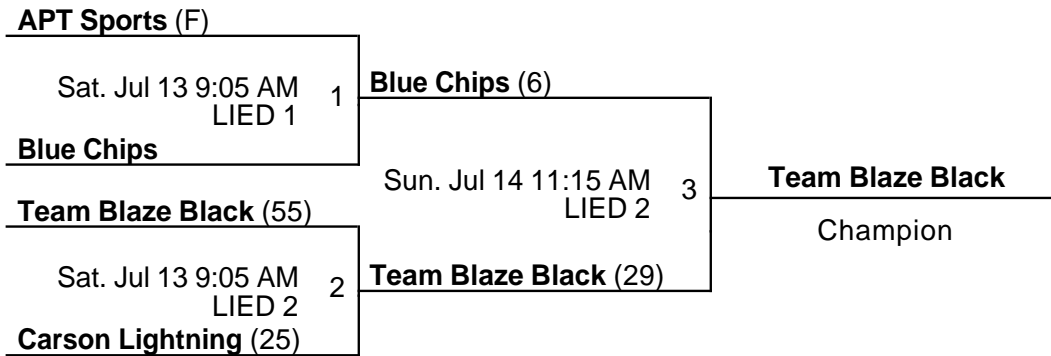 APT Sports (F)
Sat. Jul 13 9:05 AM
LIED 1
1
Blue Chips
Blue Chips (6)
Team Blaze Black (55)
Sat. Jul 13 9:05 AM
LIED 2
2
Carson Lightning (25)
Team Blaze Black (29)
Sun. Jul 14 11:15 AM
LIED 2
3
Team Blaze Black
Champion